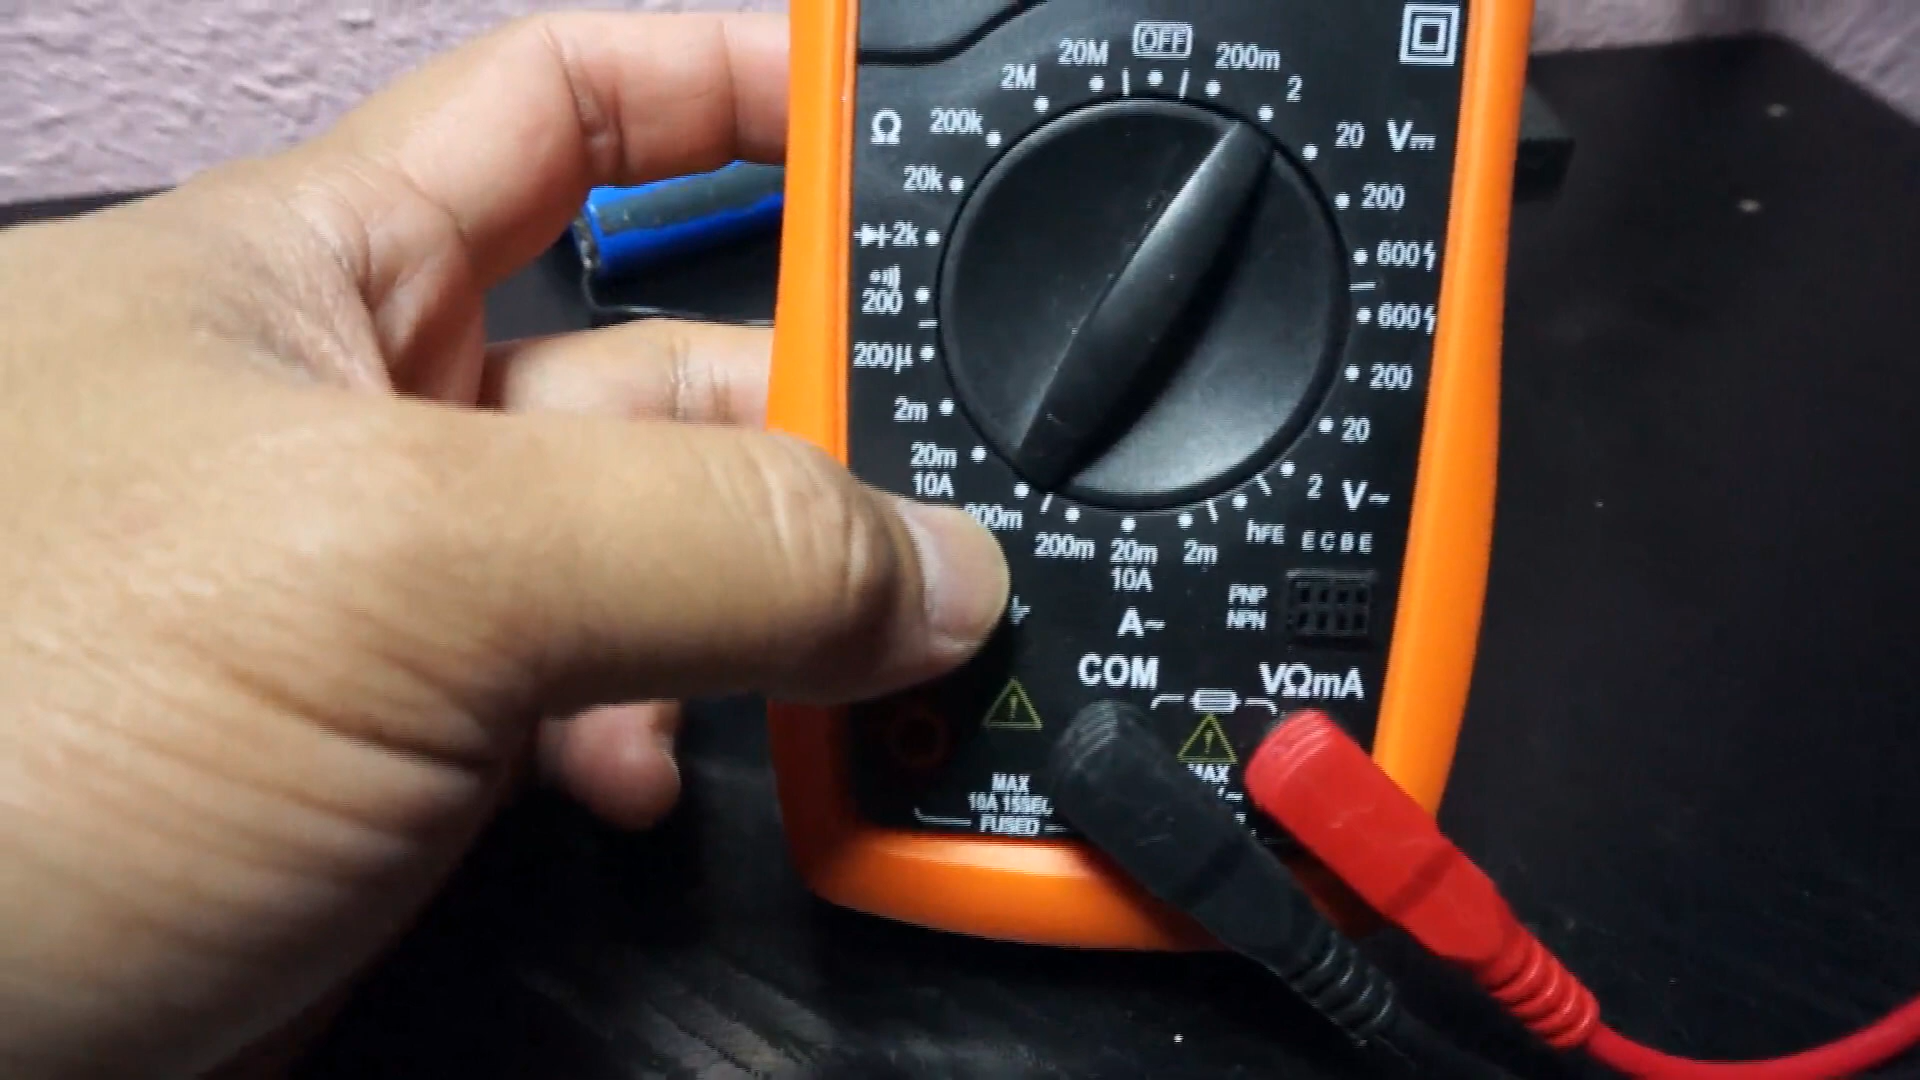 OFF
20M
200m
2M
2
Ω
200k
20
V⎓
20k
200
2k
600
200
600
200µ
200
2m
20
20m
10A
2
V~
200m
200m
20m
10A
2m
hFE
E C B E
PNP
NPN
A~
COM
VΩmA
MAX
10A 15SEC
FUSED
MAX